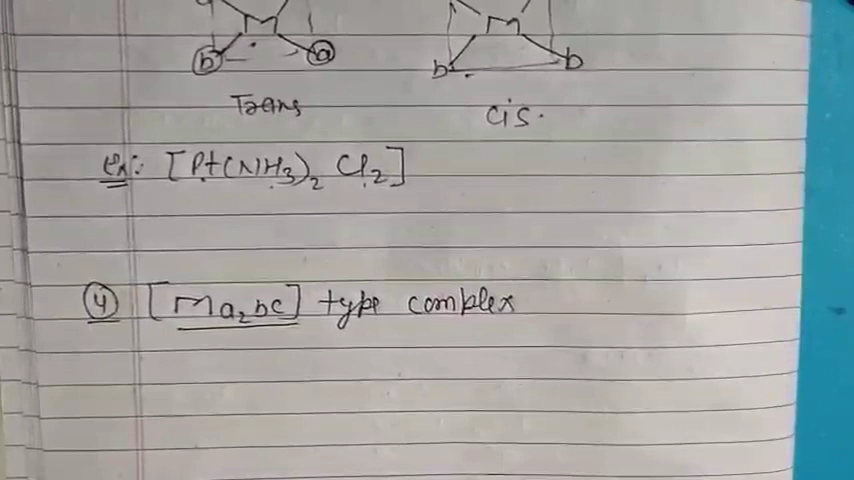 M M
b a b b
Trans cis.
ex: [Pt(NH3)2 Cl2]
4 [Ma2bc] type complex